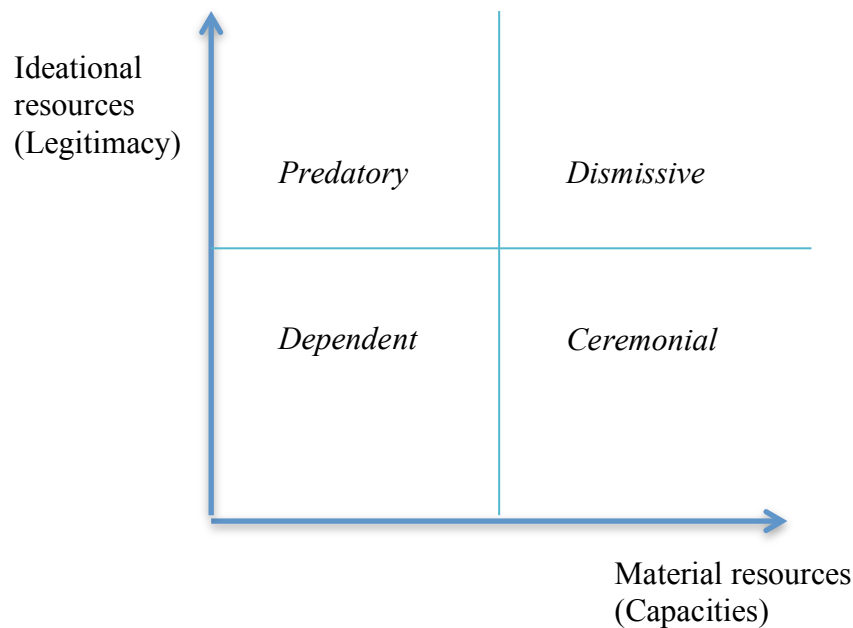 Ideational
resources
(Legitimacy)
Predatory
Dismissive
Dependent
Ceremonial
Material resources
(Capacities)